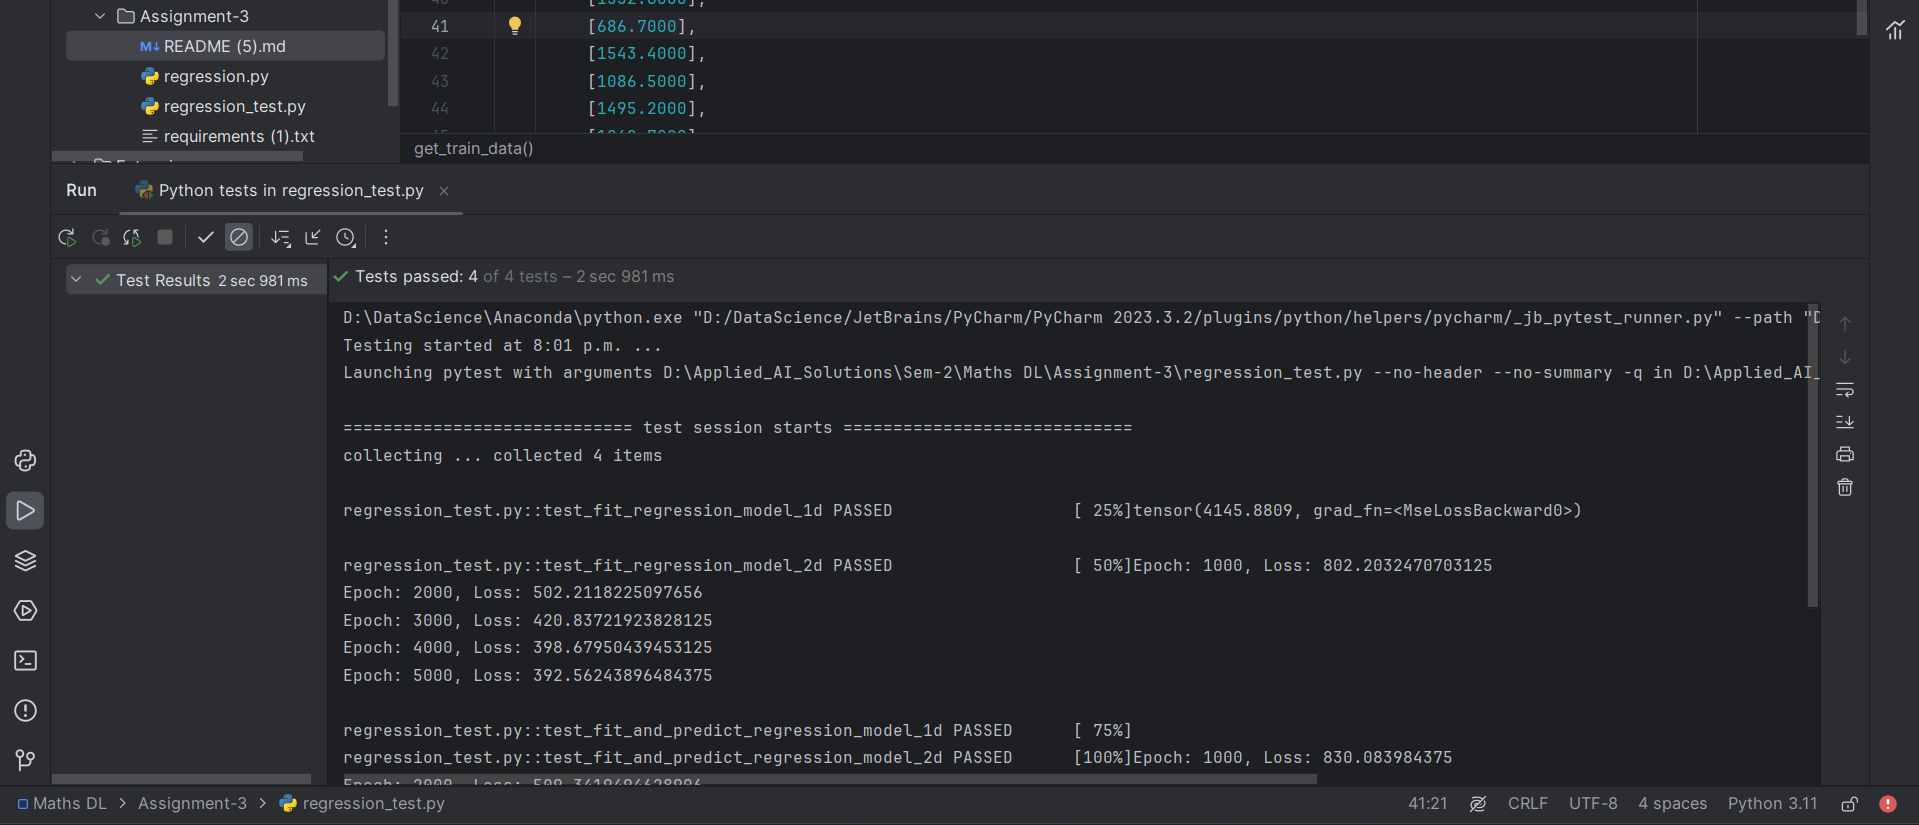 Assignment-3
README (5).md
regression.py
regression_test.py
requirements (1).txt
41 [686.7000],
42 [1543.4000],
43 [1086.5000],
44 [1495.2000],
get_train_data()
Run Python tests in regression_test.py
Test Results 2 sec 981 ms
Tests passed: 4 of 4 tests – 2 sec 981 ms
D:\DataScience\Anaconda\python.exe "D:/DataScience/JetBrains/PyCharm/PyCharm 2023.3.2/plugins/python/helpers/pycharm/_jb_pytest_runner.py" --path "D
Testing started at 8:01 p.m. ...
Launching pytest with arguments D:\Applied_AI_Solutions\Sem-2\Maths DL\Assignment-3\regression_test.py --no-header --no-summary -q in D:\Applied_AI_
============================= test session starts =============================
collecting ... collected 4 items
regression_test.py::test_fit_regression_model_1d PASSED [ 25%]tensor(4145.8809, grad_fn=<MseLossBackward0>)
regression_test.py::test_fit_regression_model_2d PASSED [ 50%]Epoch: 1000, Loss: 802.2032470703125
Epoch: 2000, Loss: 502.2118225097656
Epoch: 3000, Loss: 420.83721923828125
Epoch: 4000, Loss: 398.67950439453125
Epoch: 5000, Loss: 392.56243896484375
regression_test.py::test_fit_and_predict_regression_model_1d PASSED [ 75%]
regression_test.py::test_fit_and_predict_regression_model_2d PASSED [100%]Epoch: 1000, Loss: 830.083984375
Maths DL > Assignment-3 > regression_test.py
41:21 CRLF UTF-8 4 spaces Python 3.11